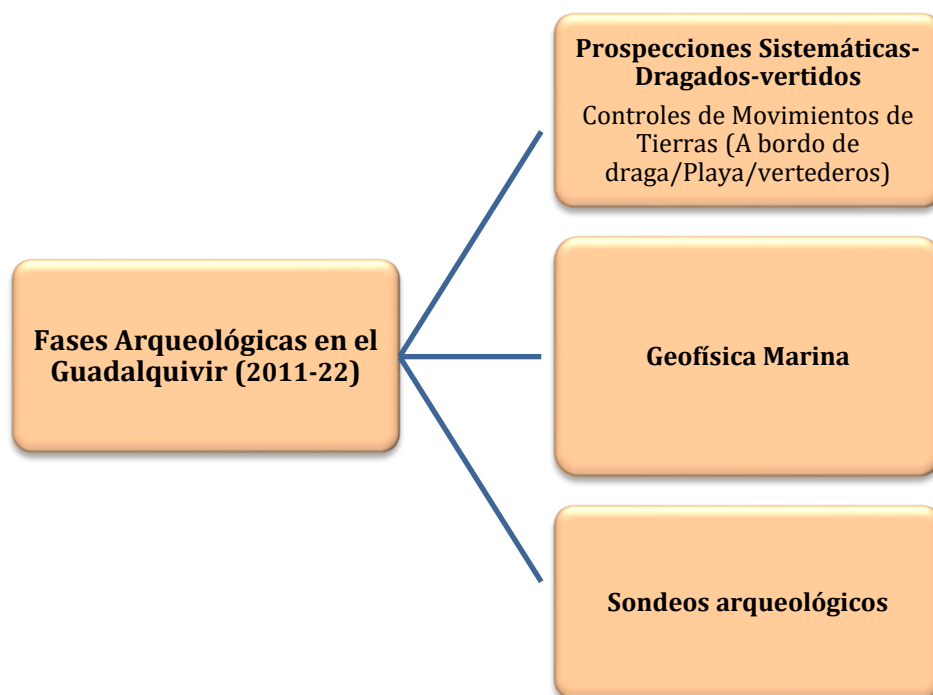 Fases Arqueológicas en el
Guadalquivir (2011-22)
Prospecciones Sistemáticas-
Dragados-vertidos
Controles de Movimientos de
Tierras (A bordo de
draga/Playa/vertederos)
Geofísica Marina
Sondeos arqueológicos